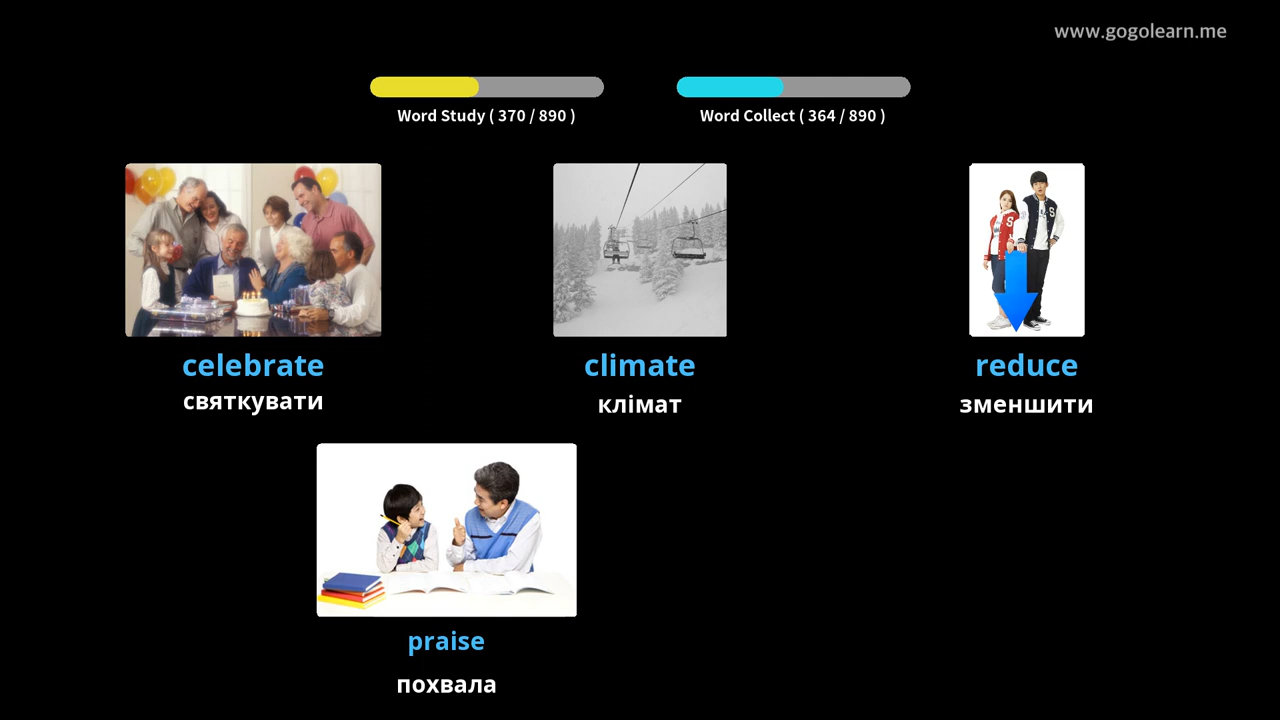 www.gogolearn.me
Word Study ( 370 / 890 )
Word Collect ( 364 / 890 )
celebrate
святкувати
climate
клімат
S
S
reduce
зменшити
praise
похвала